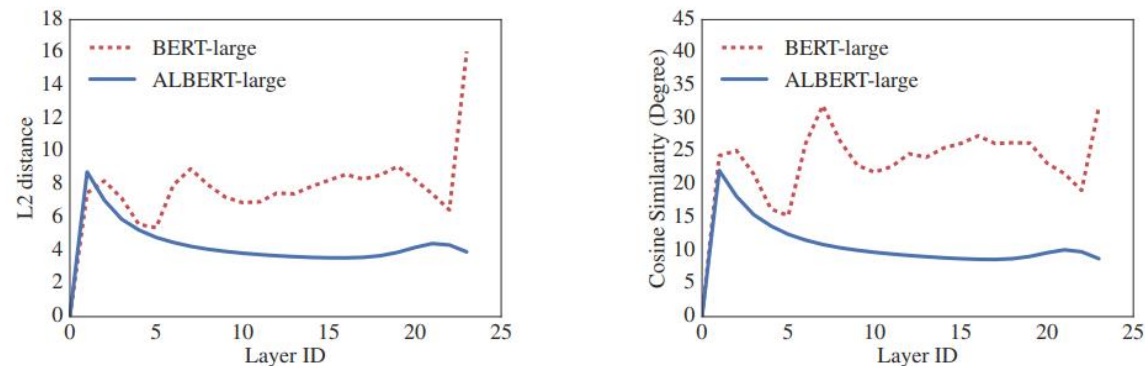 18
16
14
12
10
8
6
4
2
0
L2 distance
BERT-large
ALBERT-large
0 5 10 15 20 25
Layer ID
45
40
35
30
25
20
15
10
5
0
Cosine Similarity (Degree)
BERT-large
ALBERT-large
0 5 10 15 20 25
Layer ID